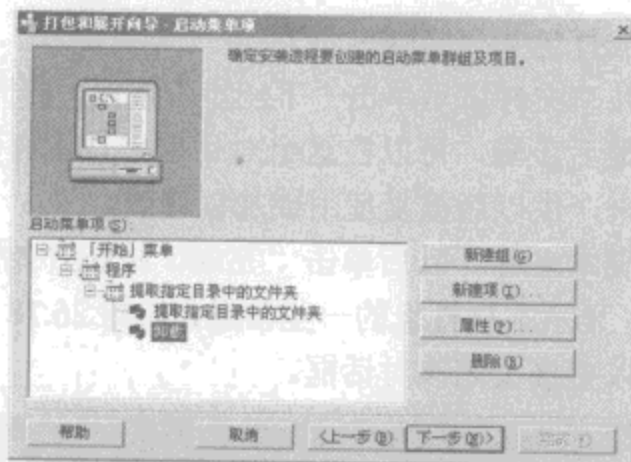 打包和展开向导 - 启动菜单项
确定安装进程要创建的启动菜单群组及项目。
启动菜单项(S):
「开始」菜单
程序
提取指定目录中的文件夹
提取指定目录中的文件夹
卸载
新建组(G)
新建项(I)...
属性(P)...
删除(R)
帮助
取消
<上一步(B)
下一步(N)>
完成(F)